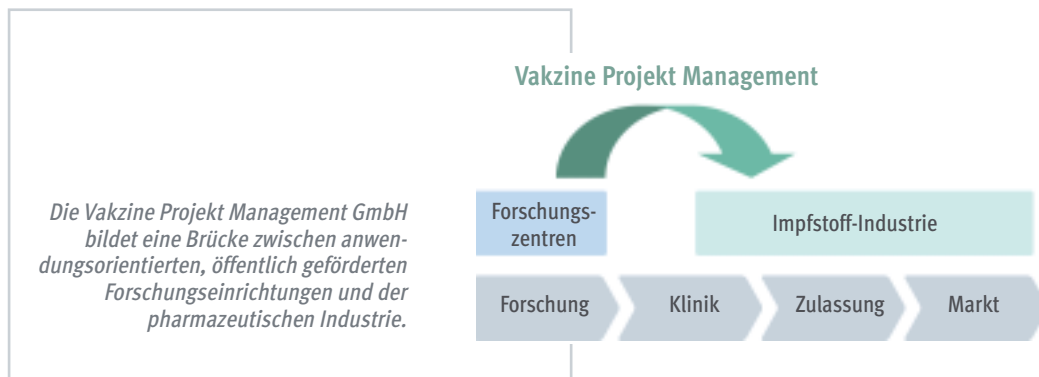 Vakzine Projekt Management
Die Vakzine Projekt Management GmbH
bildet eine Brücke zwischen anwen-
dungsorientierten, öffentlich geförderten
Forschungseinrichtungen und der
pharmazeutischen Industrie.
Forschungs-
zentren
Impfstoff-Industrie
Forschung
Klinik
Zulassung
Markt